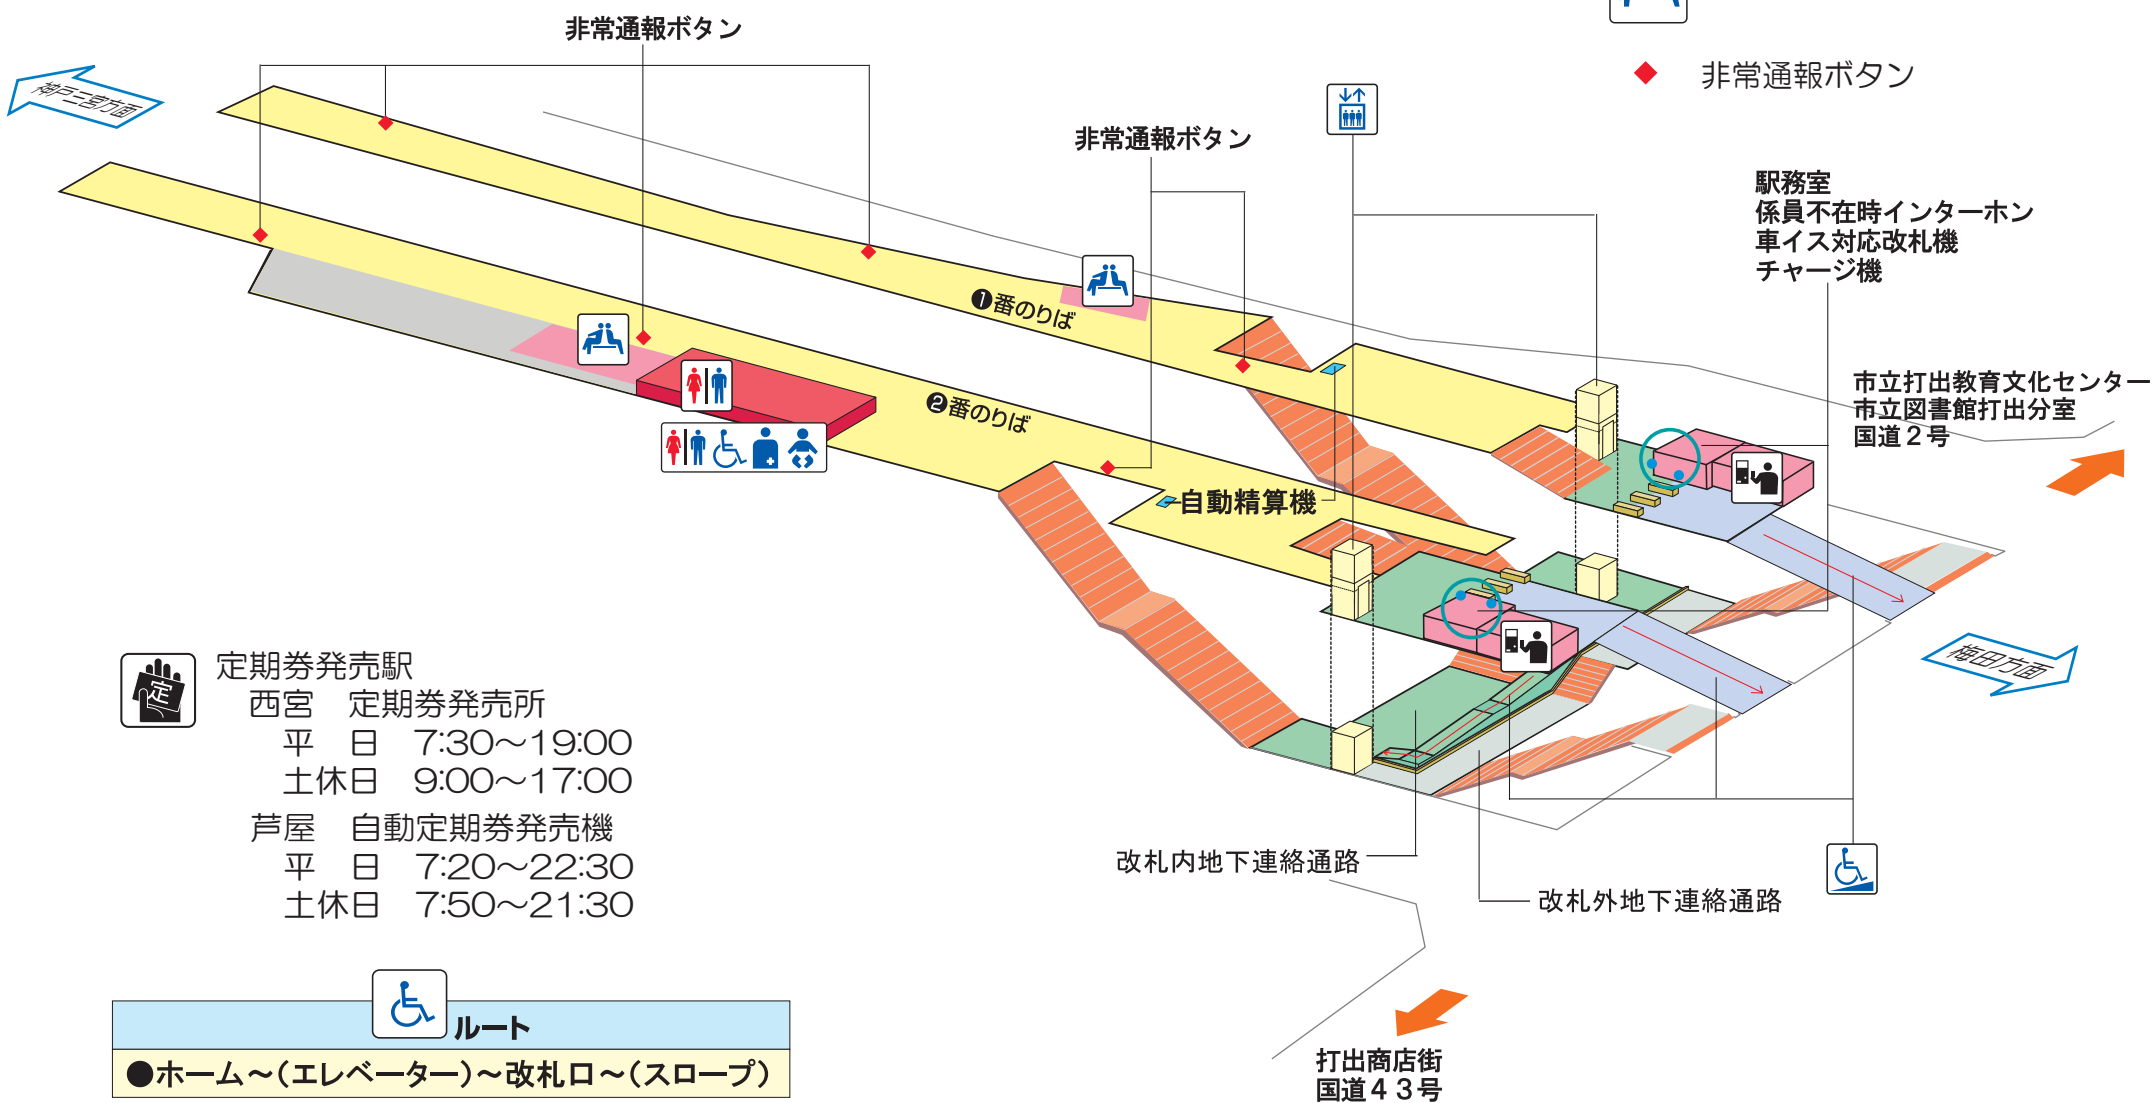 非常通報ボタン
神戸三宮方面
非常通報ボタン
非常通報ボタン
駅務室
係員不在時インターホン
車イス対応改札機
チャージ機
❶番のりば
❷番のりば
市立打出教育文化センター
市立図書館打出分室
国道2号
自動精算機
梅田方面
定
定期券発売駅
西宮　定期券発売所
平　日　7:30～19:00
土休日　9:00～17:00
芦屋　自動定期券発売機
平　日　7:20～22:30
土休日　7:50～21:30
改札内地下連絡通路
改札外地下連絡通路
ルート
●ホーム～(エレベーター)～改札口～(スロープ)
打出商店街
国道43号